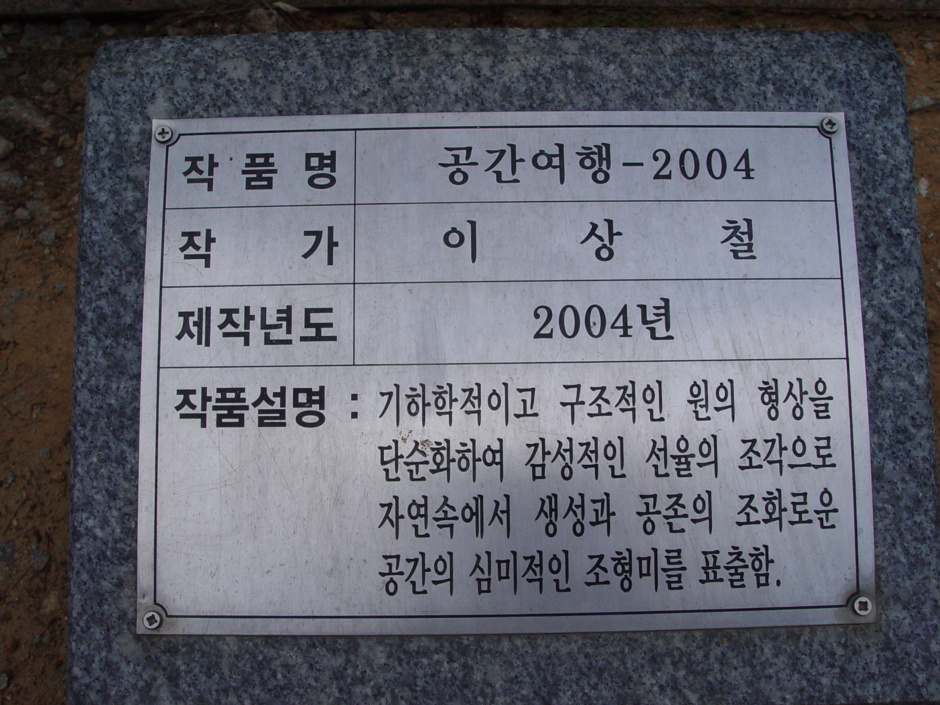 작품명 공간여행-2004
작가 이상철
제작년도 2004년
작품설명 : 기하학적이고 구조적인 원의 형상을
단순화하여 감성적인 선율의 조각으로
자연속에서 생성과 공존의 조화로운
공간의 심미적인 조형미를 표출함.